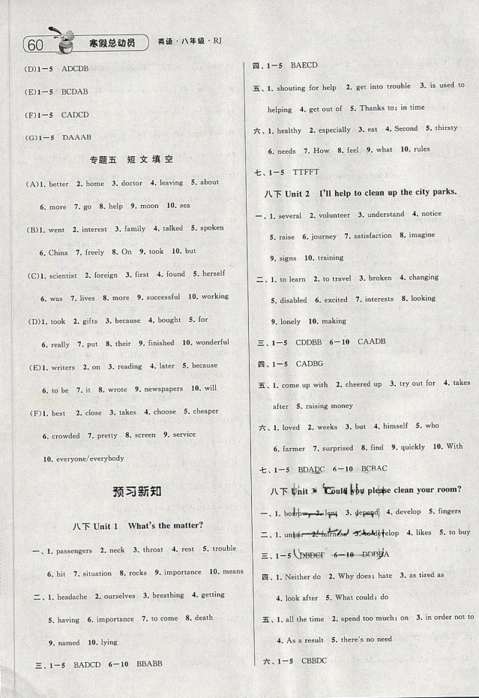 60 寒假总动员 英语·八年级·RJ
(D)1-5 ADCDB
(E)1-5 BCDAB
(F)1-5 CADCD
(G)1-5 DAAAB
专题五 短文填空
(A)1. better 2. home 3. doctor 4. leaving 5. about
6. more 7. go 8. help 9. moon 10. sea
(B)1. went 2. interest 3. family 4. talked 5. spoken
6. China 7. freely 8. On 9. took 10. but
(C)1. scientist 2. foreign 3. first 4. found 5. herself
6. was 7. lives 8. more 9. successful 10. working
(D)1. took 2. gifts 3. because 4. bought 5. for
6. really 7. put 8. their 9. finished 10. wonderful
(E)1. writers 2. on 3. reading 4. later 5. because
6. to be 7. it 8. wrote 9. newspapers 10. will
(F)1. best 2. close 3. takes 4. choose 5. cheaper
6. crowded 7. pretty 8. screen 9. service
10. everyone/everybody
预习新知
八下 Unit 1 What's the matter?
一、1. passengers 2. neck 3. throat 4. rest 5. trouble
6. hit 7. situation 8. rocks 9. importance 10. means
二、1. headache 2. ourselves 3. breathing 4. getting
5. having 6. importance 7. to come 8. death
9. named 10. lying
三、1-5 BADCD 6-10 BBABB
四、1-5 BAECD
五、1. shouting for help 2. get into trouble 3. is used to
helping 4. get out of 5. Thanks to; in time
六、1. healthy 2. especially 3. eat 4. Second 5. thirsty
6. needs 7. How 8. feel 9. what 10. rules
七、1-5 TTFFT
八下 Unit 2 I'll help to clean up the city parks.
一、1. several 2. volunteer 3. understand 4. notice
5. raise 6. journey 7. satisfaction 8. imagine
9. signs 10. training
二、1. to learn 2. to travel 3. broken 4. changing
5. disabled 6. excited 7. interests 8. looking
9. lonely 10. making
三、1-5 CDDBB 6-10 CAADB
四、1-5 CADBG
五、1. come up with 2. cheered up 3. try out for 4. takes
after 5. raising money
六、1. loved 2. weeks 3. but 4. himself 5. who
6. farmer 7. surprised 8. find 9. quickly 10. With
七、1-5 BDADC 6-10 BCBAC
八下 Unit Could you please clean your room?
一、1. 2. 3. depend 4. develop 5. fingers
二、1. 2. 3. developing 4. likes 5. to buy
三、1-5 6-10
四、1. Neither do 2. Why does; hate 3. as tired as
4. look after 5. What could; do
五、1. all the time 2. spend too much; on 3. in order not to
4. As a result 5. there's no need
六、1-5 CBBDC